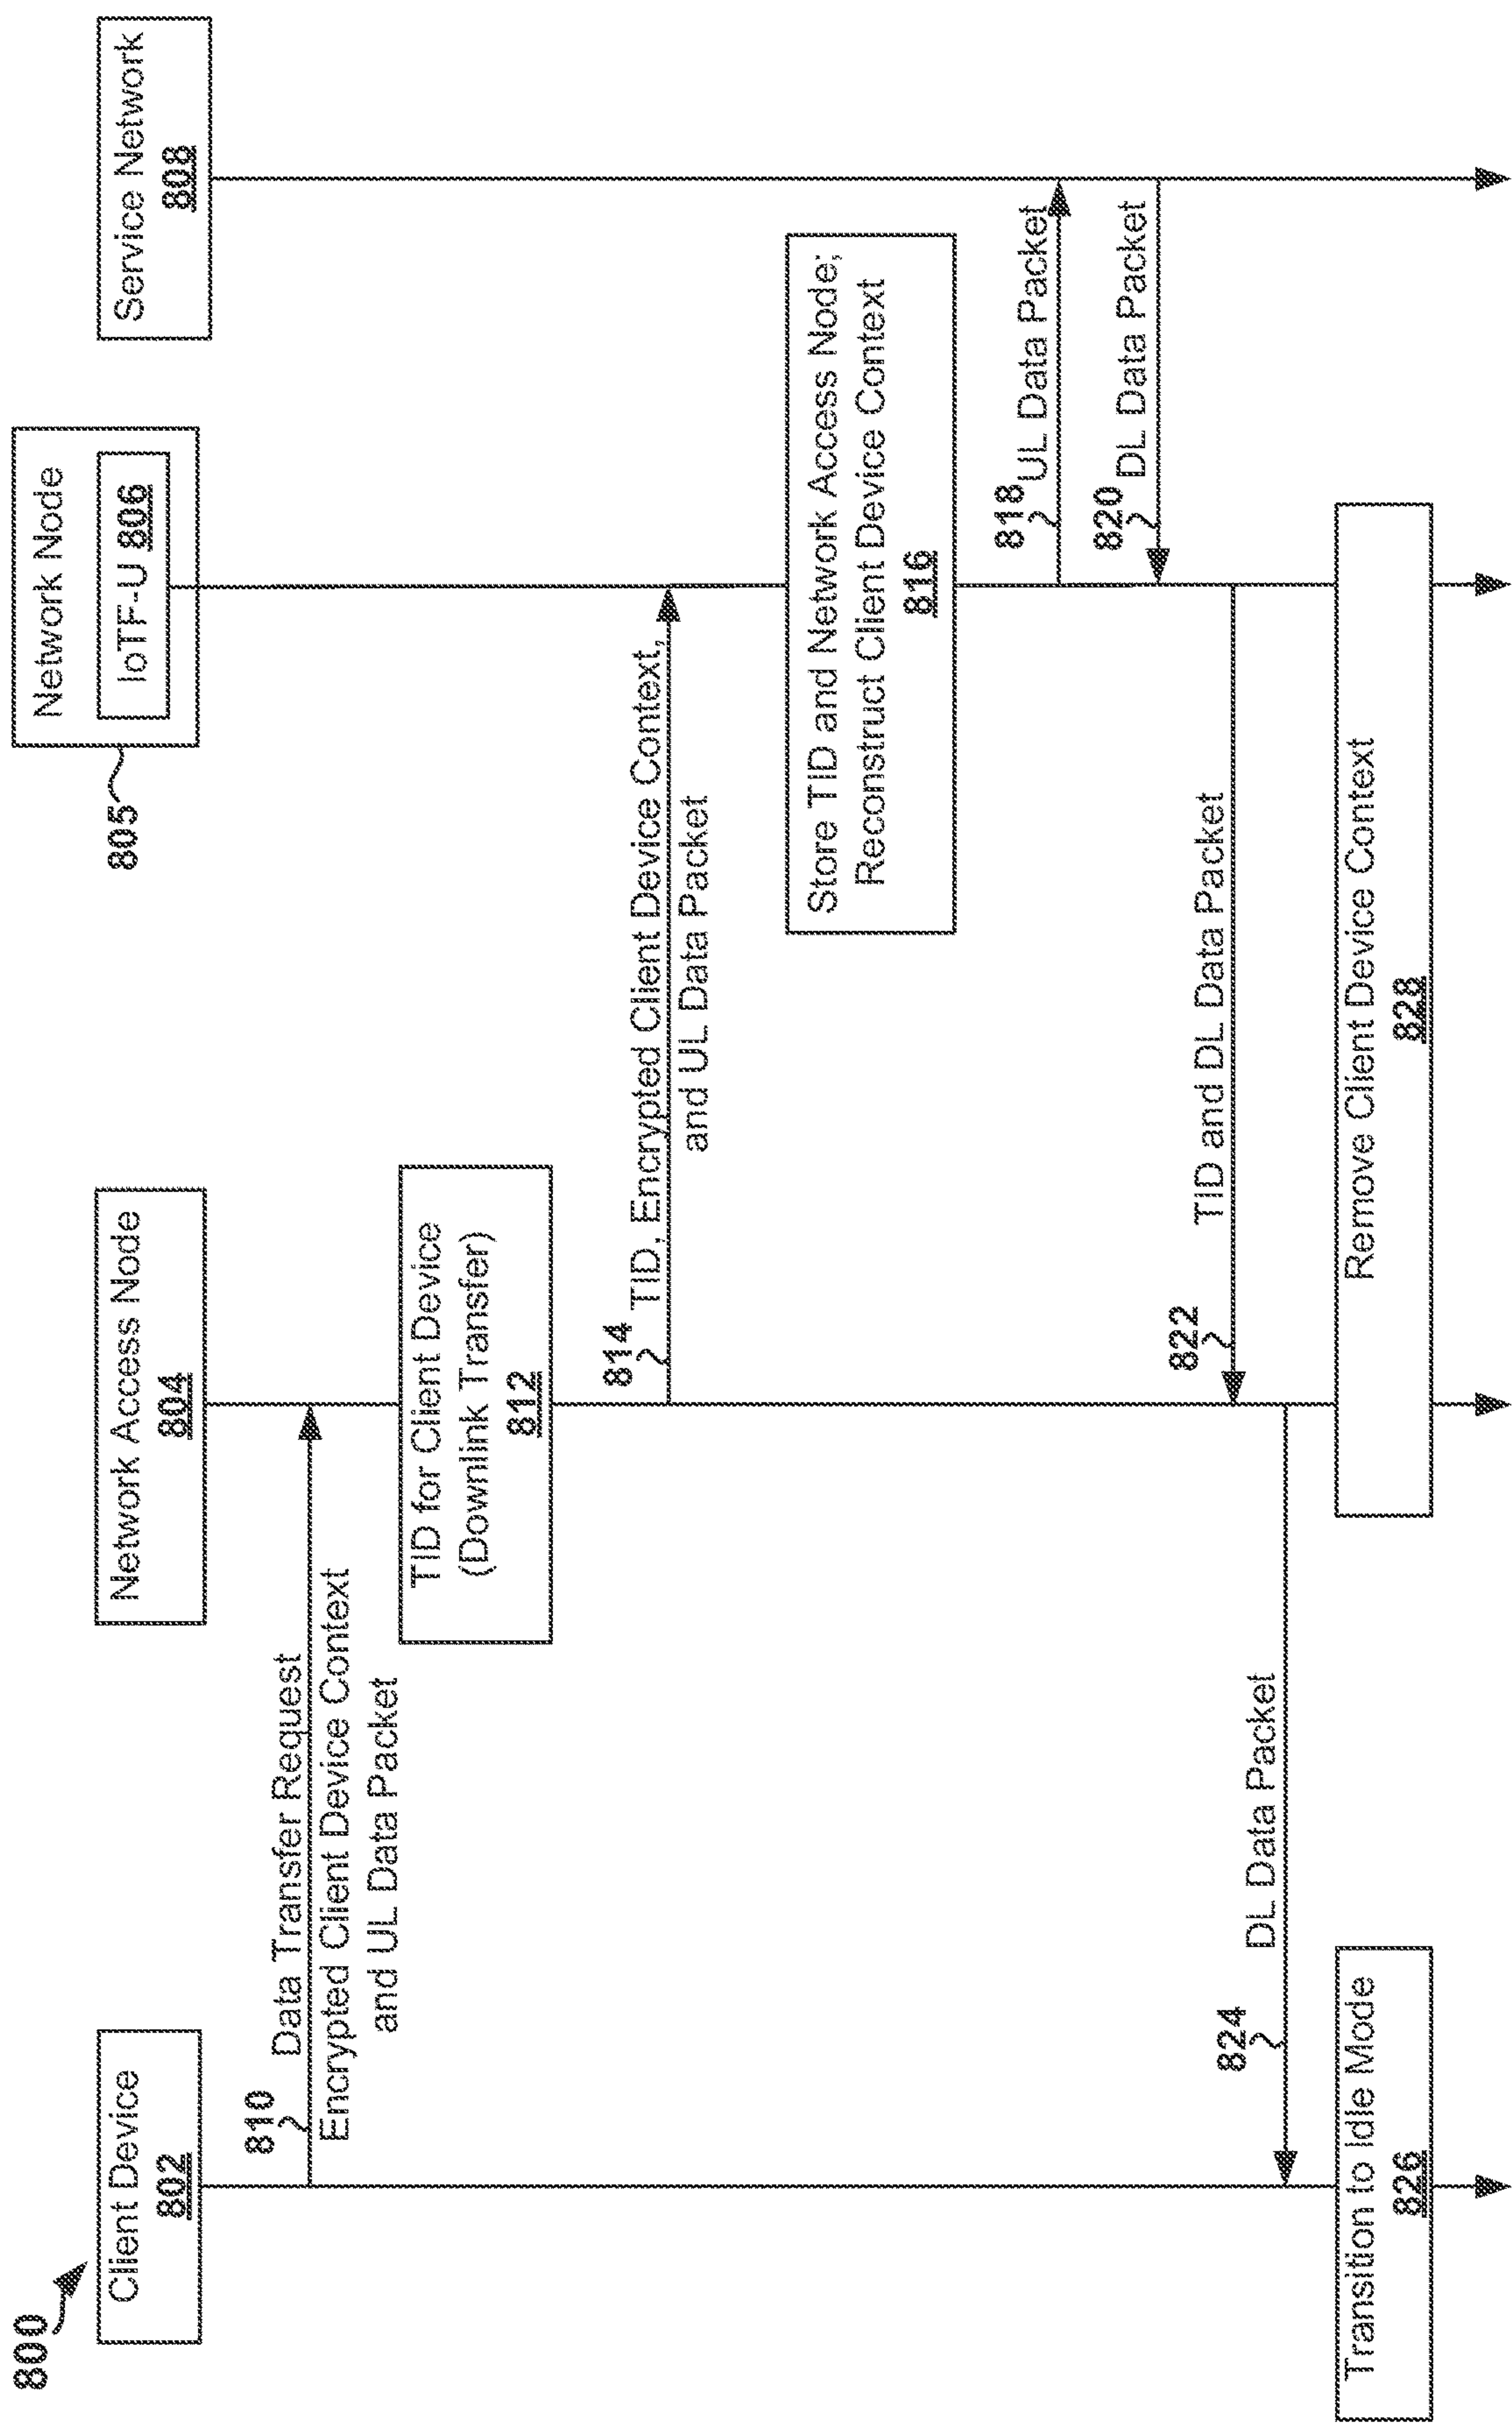 800
Client Device
802
Network Access Node
804
805
Network Node
IoTF-U 806
Service Network
808
810
Data Transfer Request
Encrypted Client Device Context
and UL Data Packet
TID for Client Device
(Downlink Transfer)
812
814
TID, Encrypted Client Device Context,
and UL Data Packet
Store TID and Network Access Node;
Reconstruct Client Device Context
816
818
UL Data Packet
820
DL Data Packet
822
TID and DL Data Packet
824
DL Data Packet
Transition to Idle Mode
826
Remove Client Device Context
828